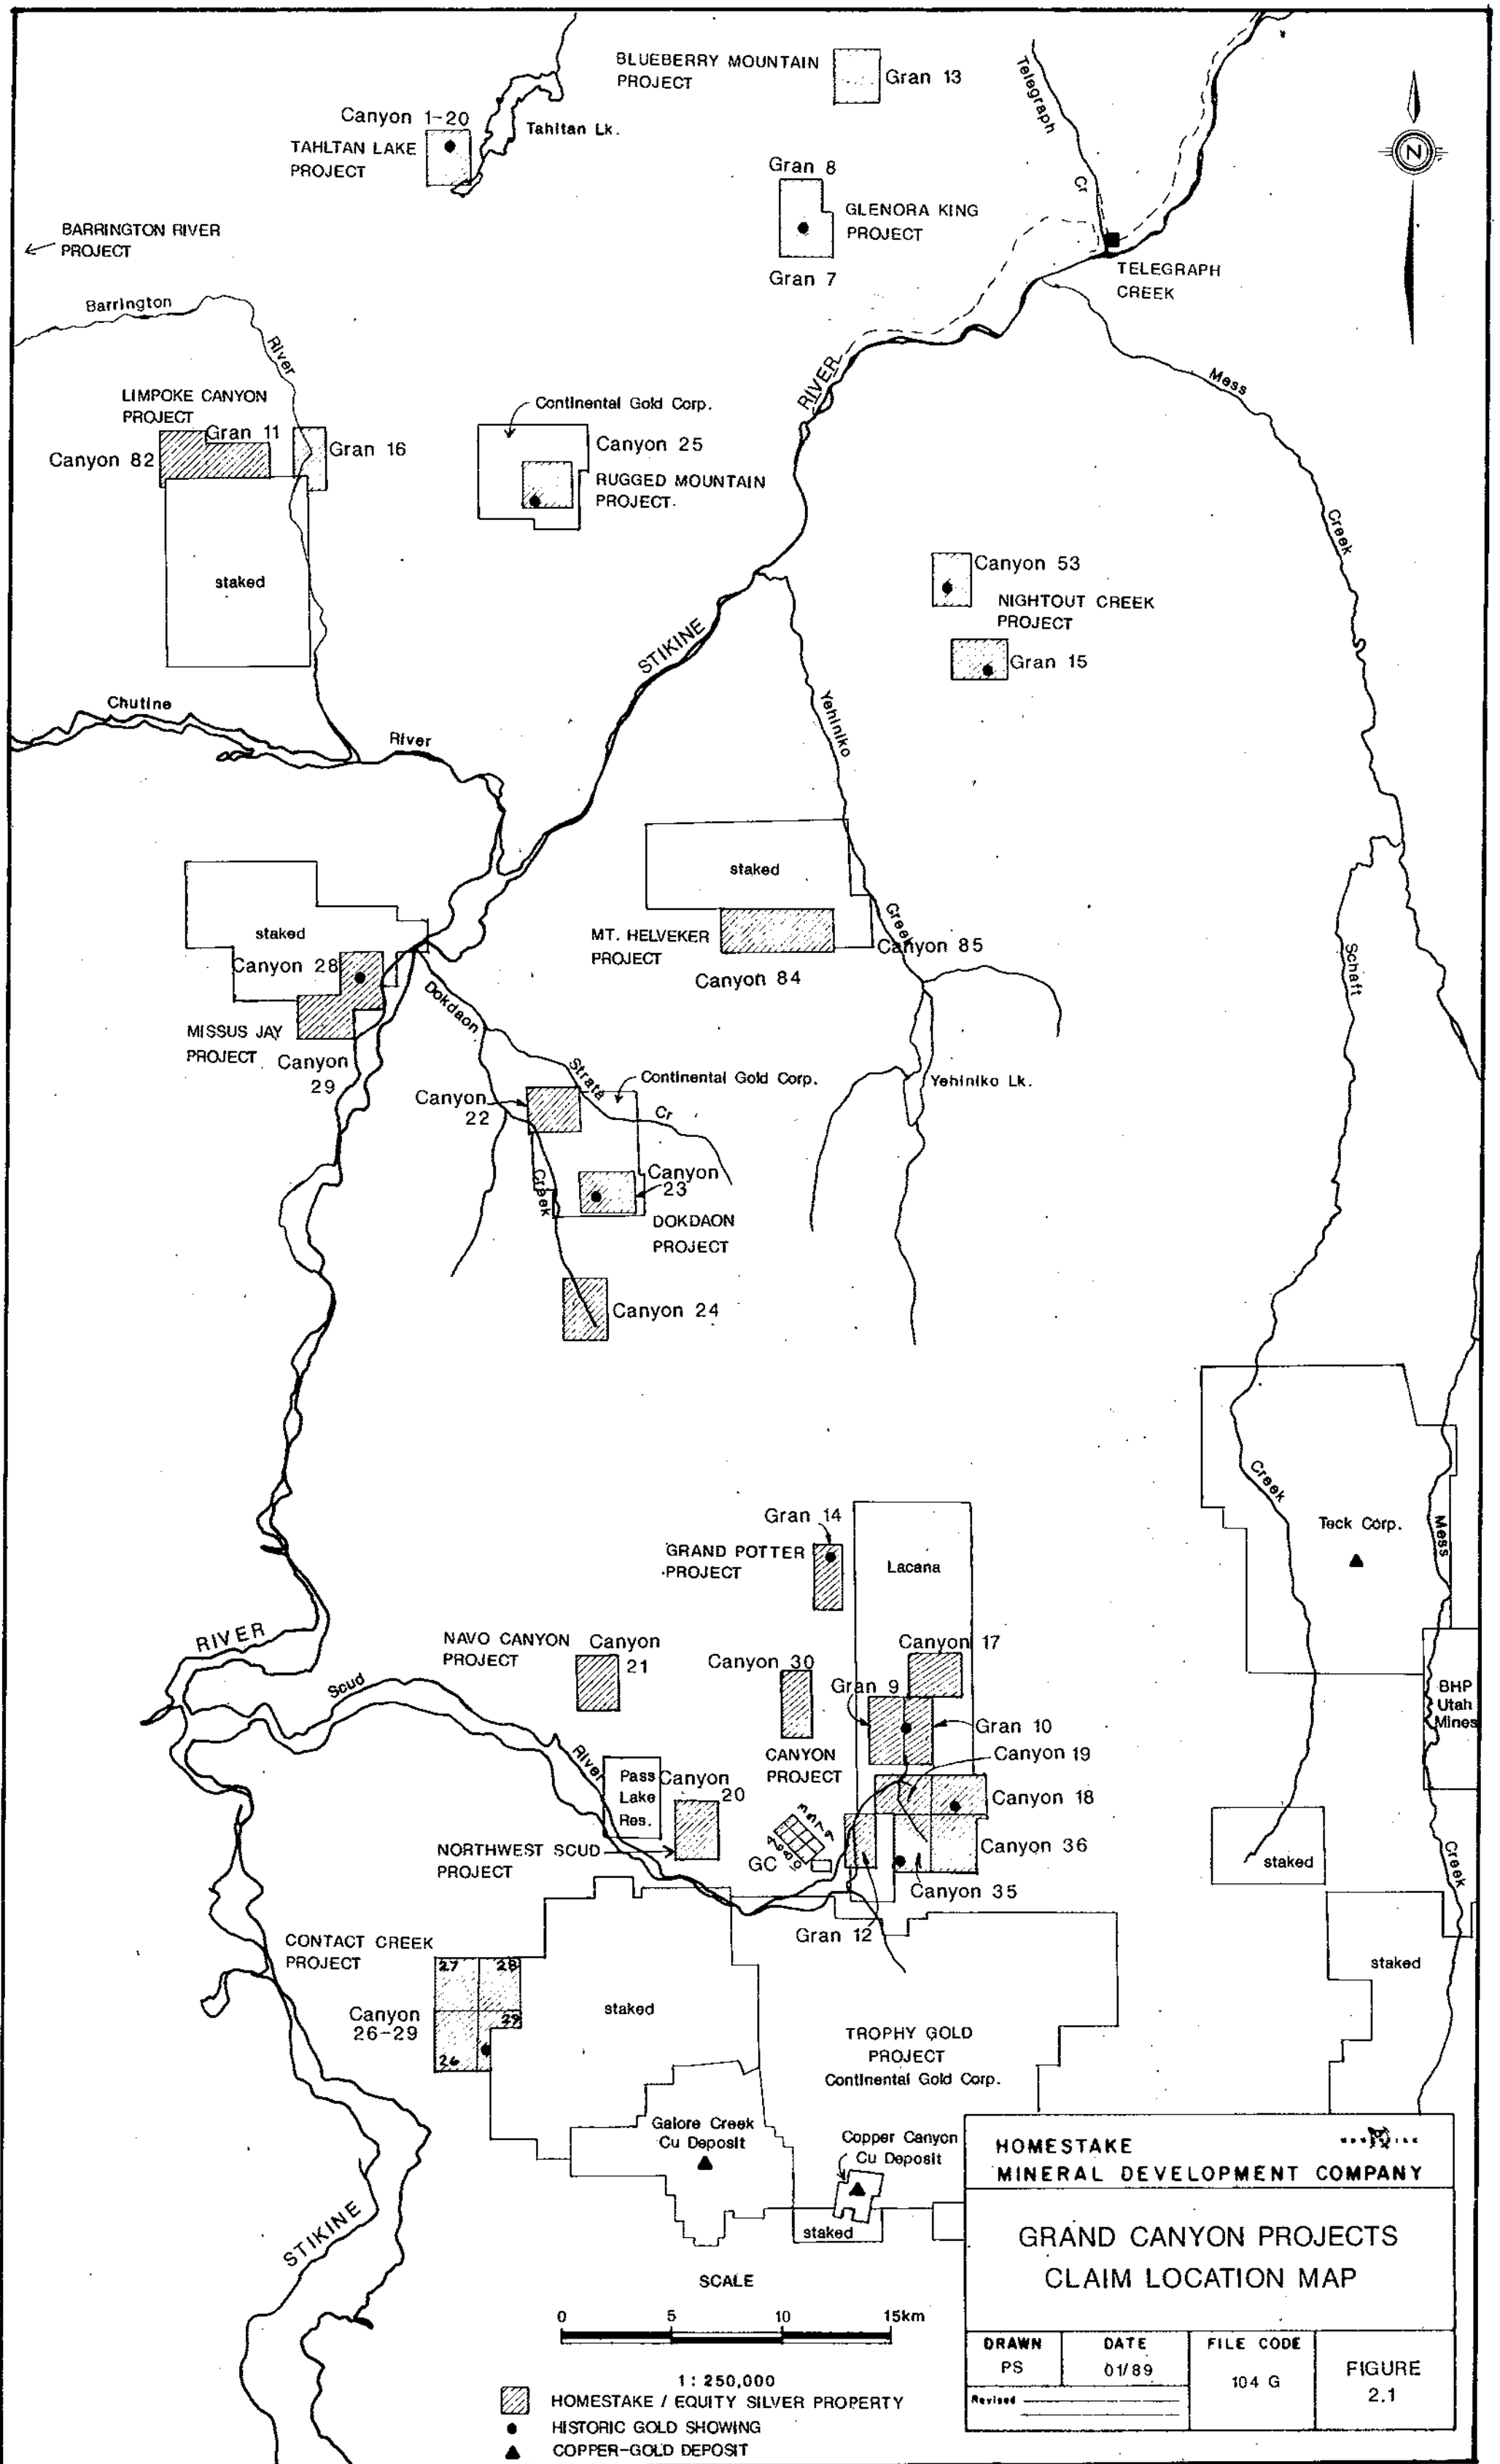 BLUEBERRY MOUNTAIN
PROJECT
Gran 13
Telegraph
Cr
Canyon 1-20
TAHLTAN LAKE
PROJECT
Tahltan Lk.
N
Gran 8
GLENORA KING
PROJECT
Gran 7
BARRINGTON RIVER
PROJECT
TELEGRAPH
CREEK
Barrington
River
RIVER
Mess
Creek
LIMPOKE CANYON
PROJECT
Gran 11
Canyon 82
Gran 16
staked
Continental Gold Corp.
Canyon 25
RUGGED MOUNTAIN
PROJECT.
Canyon 53
NIGHTOUT CREEK
PROJECT
Gran 15
STIKINE
Yehiniko
Creek
Chutine
River
staked
MT. HELVEKER
PROJECT
Canyon 85
Canyon 84
staked
Canyon 28
MISSUS JAY
PROJECT
Canyon
29
Dokdaon
Creek
Strata
Cr
Continental Gold Corp.
Yehiniko Lk.
Canyon
22
Canyon
23
DOKDAON
PROJECT
Canyon 24
Schaft
Creek
Teck Corp.
Mess
Gran 14
GRAND POTTER
PROJECT
Lacana
RIVER
NAVO CANYON
PROJECT
Canyon
21
Canyon 17
Canyon 30
Gran 9
Gran 10
BHP
Utah
Mines
Scud
River
CANYON
PROJECT
Canyon 19
Pass
Lake
Res.
Canyon
20
Canyon 18
NORTHWEST SCUD
PROJECT
GC
Canyon 36
Canyon 35
Gran 12
staked
Creek
CONTACT CREEK
PROJECT
27 28
29
26
Canyon
26-29
staked
staked
TROPHY GOLD
PROJECT
Continental Gold Corp.
Galore Creek
Cu Deposit
Copper Canyon
Cu Deposit
staked
STIKINE
HOMESTAKE
MINERAL DEVELOPMENT COMPANY
GRAND CANYON PROJECTS
CLAIM LOCATION MAP
DRAWN
PS
DATE
01/89
FILE CODE
104 G
FIGURE
2.1
Revised
SCALE
0 5 10 15km
1 : 250,000
HOMESTAKE / EQUITY SILVER PROPERTY
HISTORIC GOLD SHOWING
COPPER-GOLD DEPOSIT